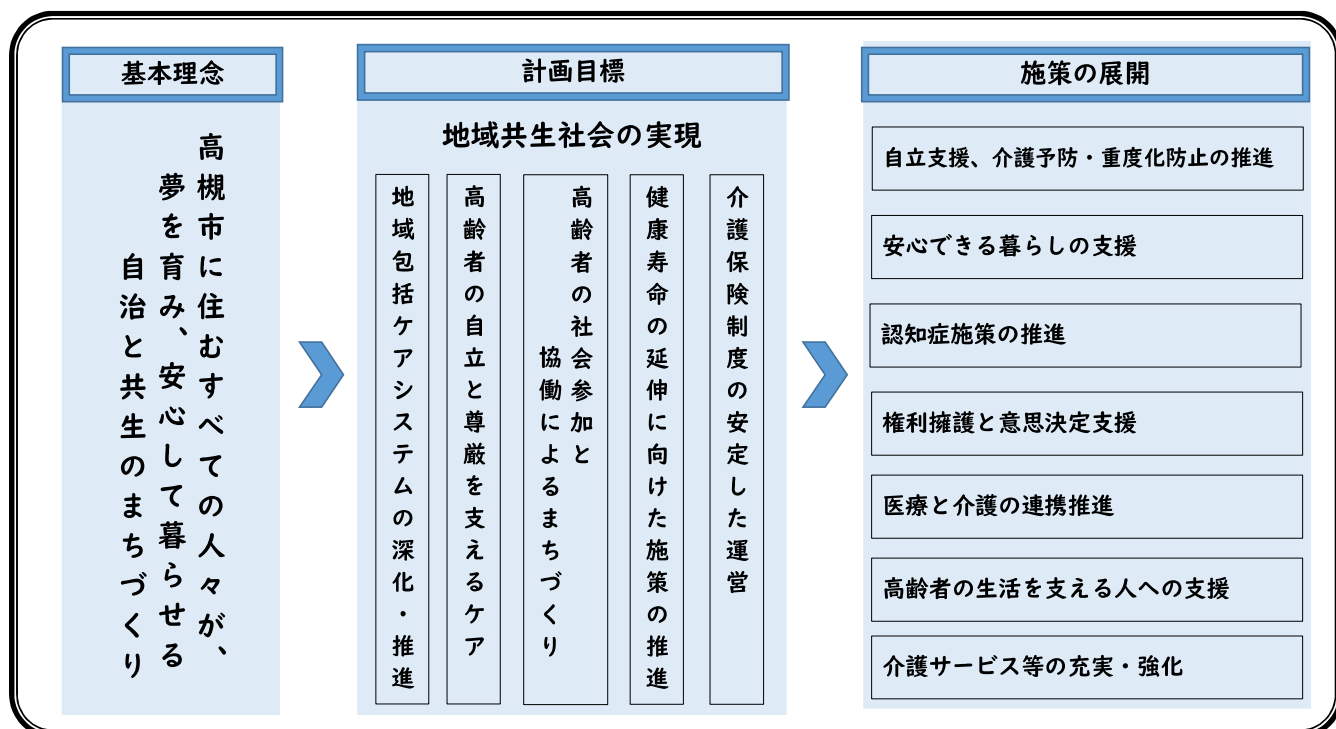 基本理念
高槻市に住むすべての人々が、
夢を育み、安心して暮らせる
自治と共生のまちづくり
計画目標
地域共生社会の実現
地域包括ケアシステムの深化・推進
高齢者の自立と尊厳を支えるケア
高齢者の社会参加と
協働によるまちづくり
健康寿命の延伸に向けた施策の推進
介護保険制度の安定した運営
施策の展開
自立支援、介護予防・重度化防止の推進
安心できる暮らしの支援
認知症施策の推進
権利擁護と意思決定支援
医療と介護の連携推進
高齢者の生活を支える人への支援
介護サービス等の充実・強化